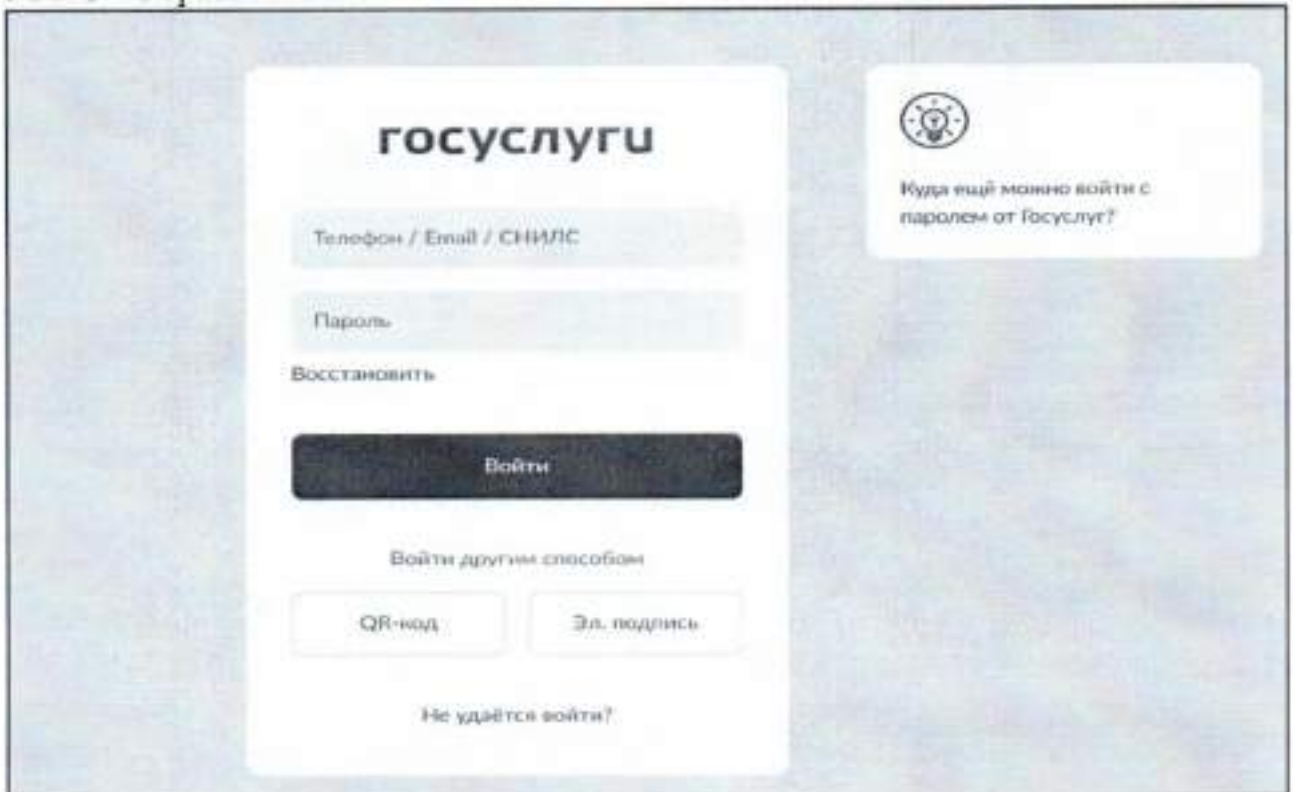 госуслуги
Телефон / Email / СНИЛС
Пароль
Восстановить
Войти
Войти другим способом
QR-код
Эл. подпись
Не удаётся войти?
Куда ещё можно войти с
паролем от Госуслуг?